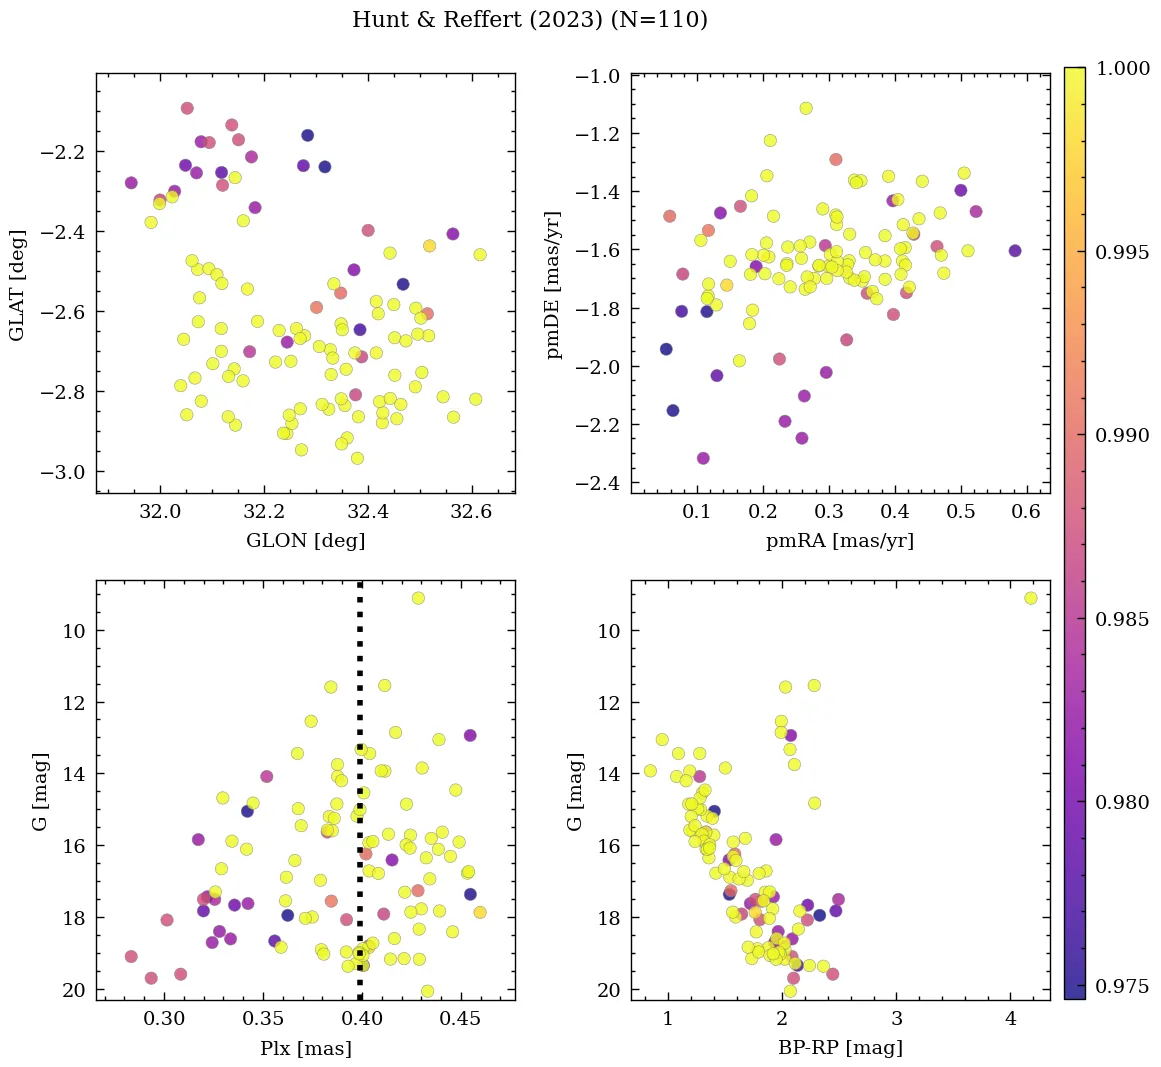 Hunt & Reffert (2023) (N=110)
−2.2
−2.4
−2.6
−2.8
−3.0
GLAT [deg]
32.0 32.2 32.4 32.6
GLON [deg]
−1.0
−1.2
−1.4
−1.6
−1.8
−2.0
−2.2
−2.4
pmDE [mas/yr]
0.1 0.2 0.3 0.4 0.5 0.6
pmRA [mas/yr]
1.000
0.995
0.990
0.985
0.980
0.975
10
12
14
16
18
20
G [mag]
0.30 0.35 0.40 0.45
Plx [mas]
10
12
14
16
18
20
G [mag]
1 2 3 4
BP-RP [mag]